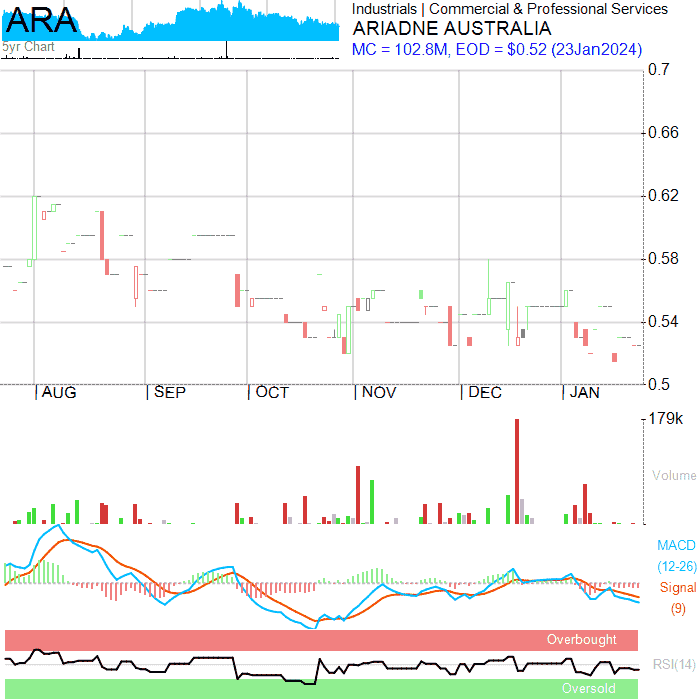 ARA
5yr Chart
Industrials | Commercial & Professional Services
ARIADNE AUSTRALIA
MC = 102.8M, EOD = $0.52 (23Jan2024)
0.7
0.66
0.62
0.58
0.54
0.5
|AUG |SEP |OCT |NOV |DEC |JAN
179k
Volume
MACD
(12-26)
Signal
(9)
Overbought
RSI(14)
Oversold